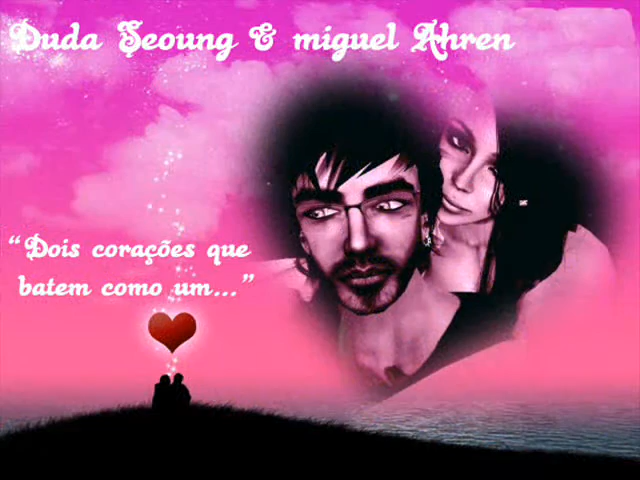 Duda Seoung & miguel Ahren
“Dois corações que
batem como um...”